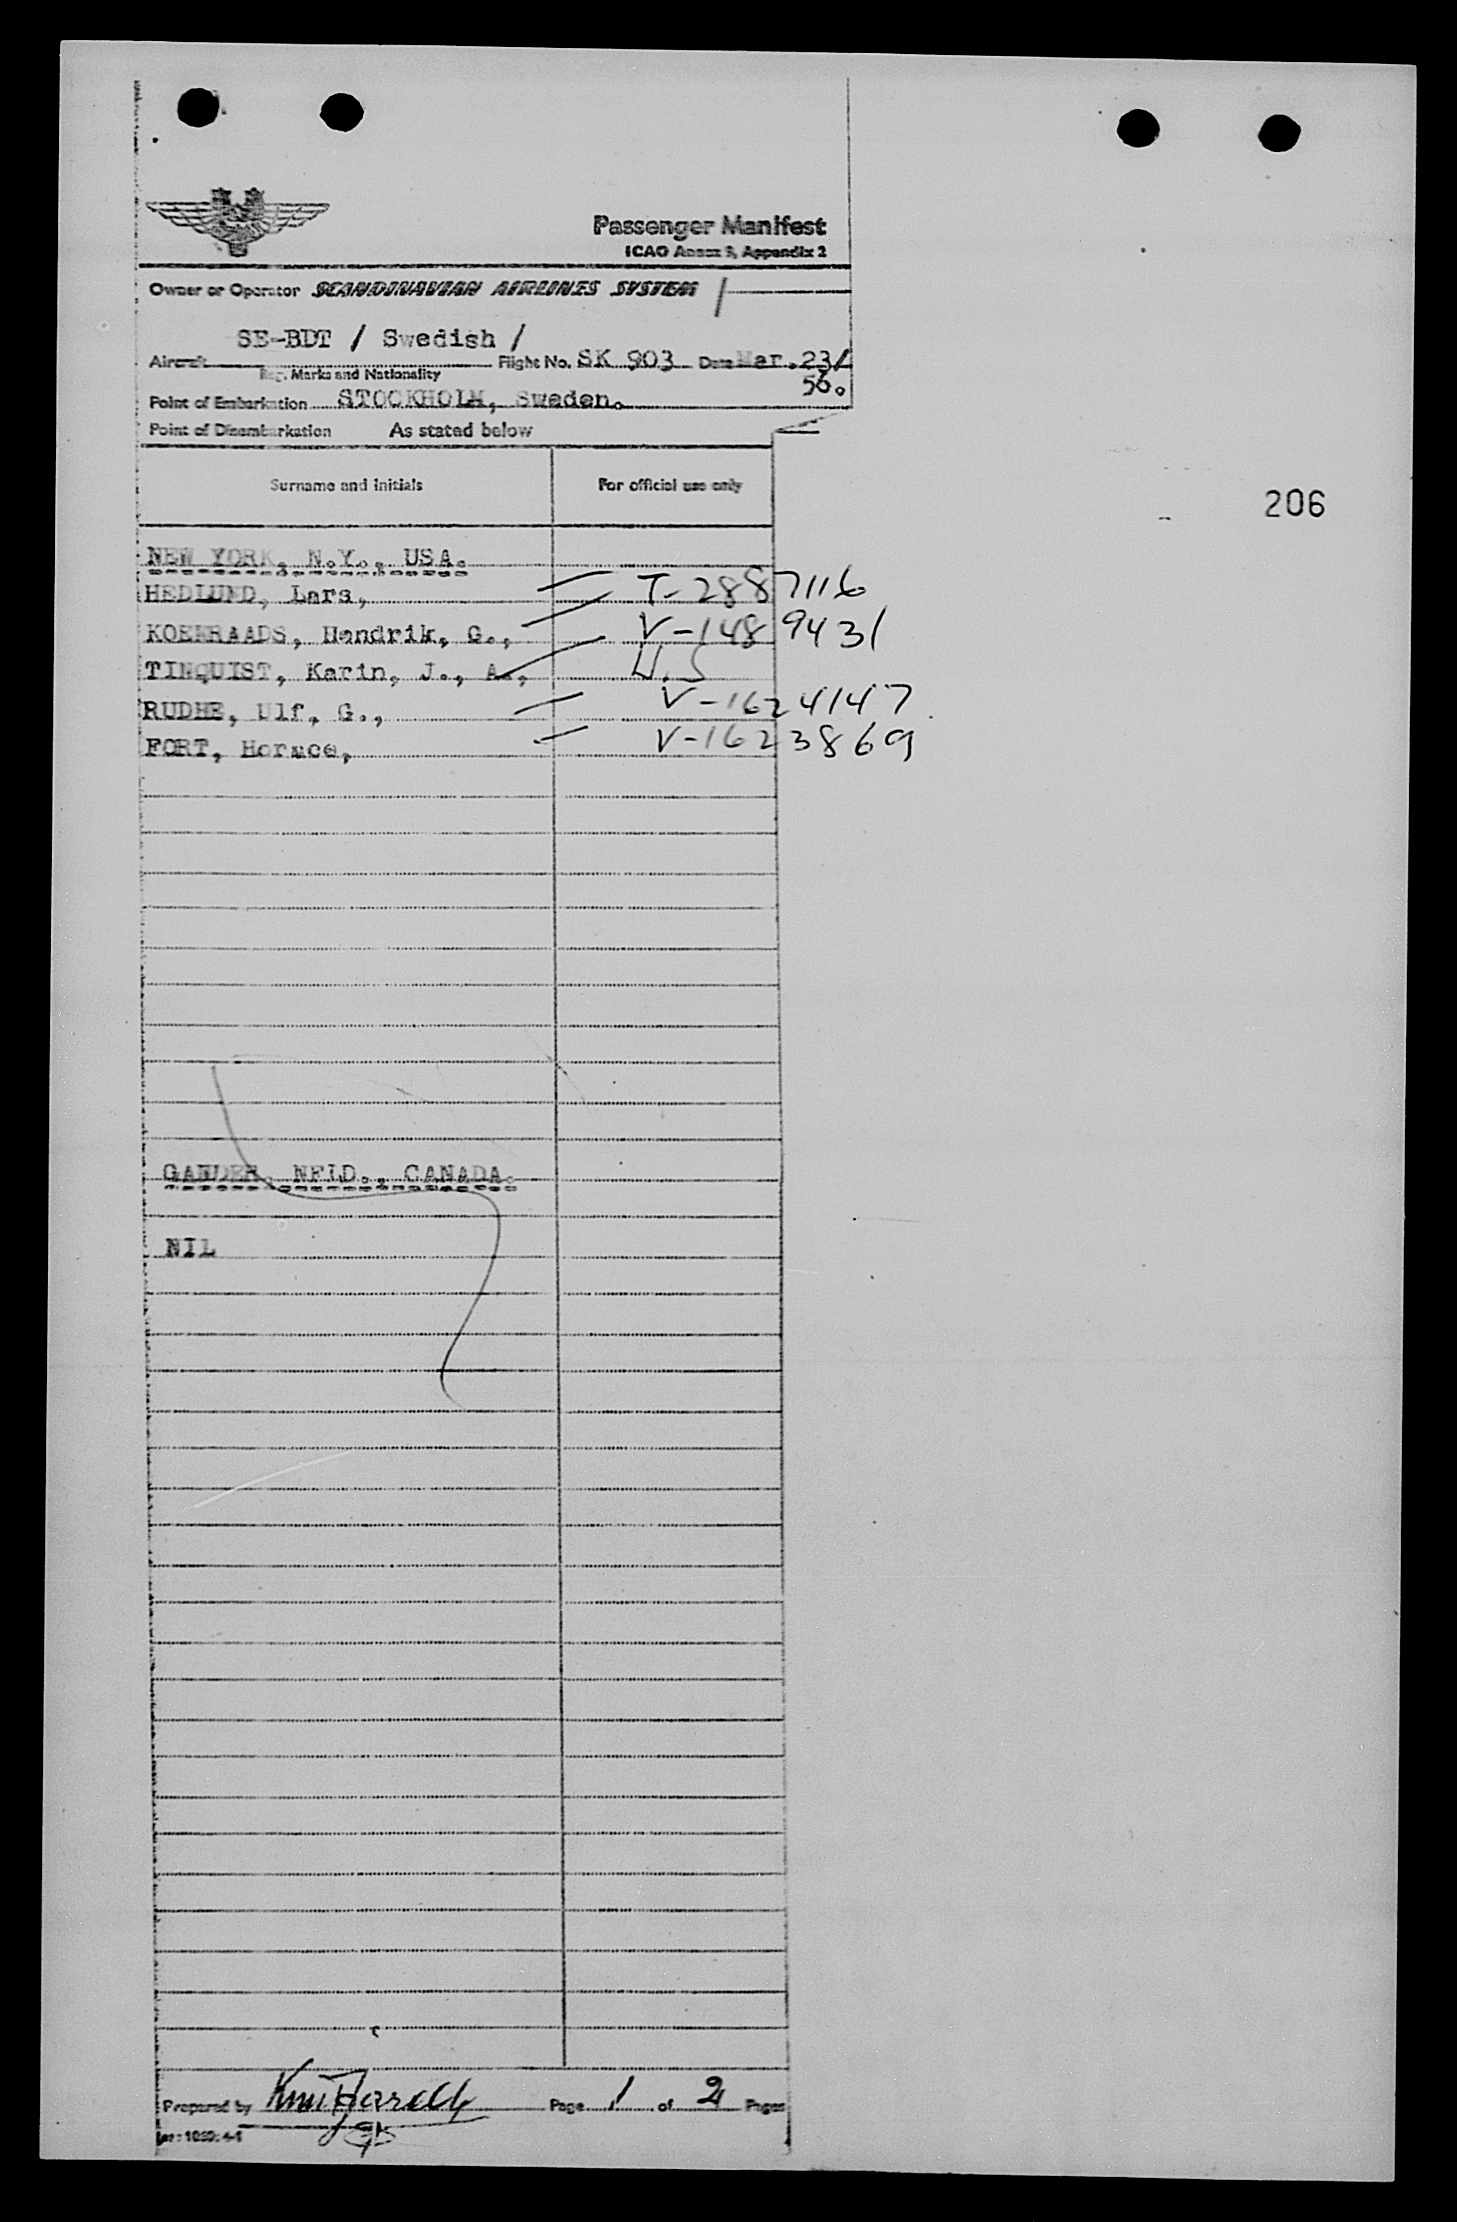 Passenger Manifest
ICAO Annex 9, Appendix 2
Owner or Operator SCANDINAVIAN AIRLINES SYSTEM
SE-BDT / Swedish /
Aircraft Flight No. SK 903 Date Mar. 23/
Reg. Marks and Nationality
56.
Point of Embarkation STOCKHOLM, Sweden.
Point of Disembarkation As stated below
Surname and initials For official use only
206
NEW YORK, N.Y., USA.
HEDLUND, Lars, T-2887116
KOENRAADS, Hendrik, G., V-1489431
TINQUIST, Karin, J., A., U.S
RUDHE, Ulf, G., V-1624147
FORT, Horace, V-1623869
GANDER, NFLD., CANADA.
NIL
Prepared by Page 1 of 2 Pages